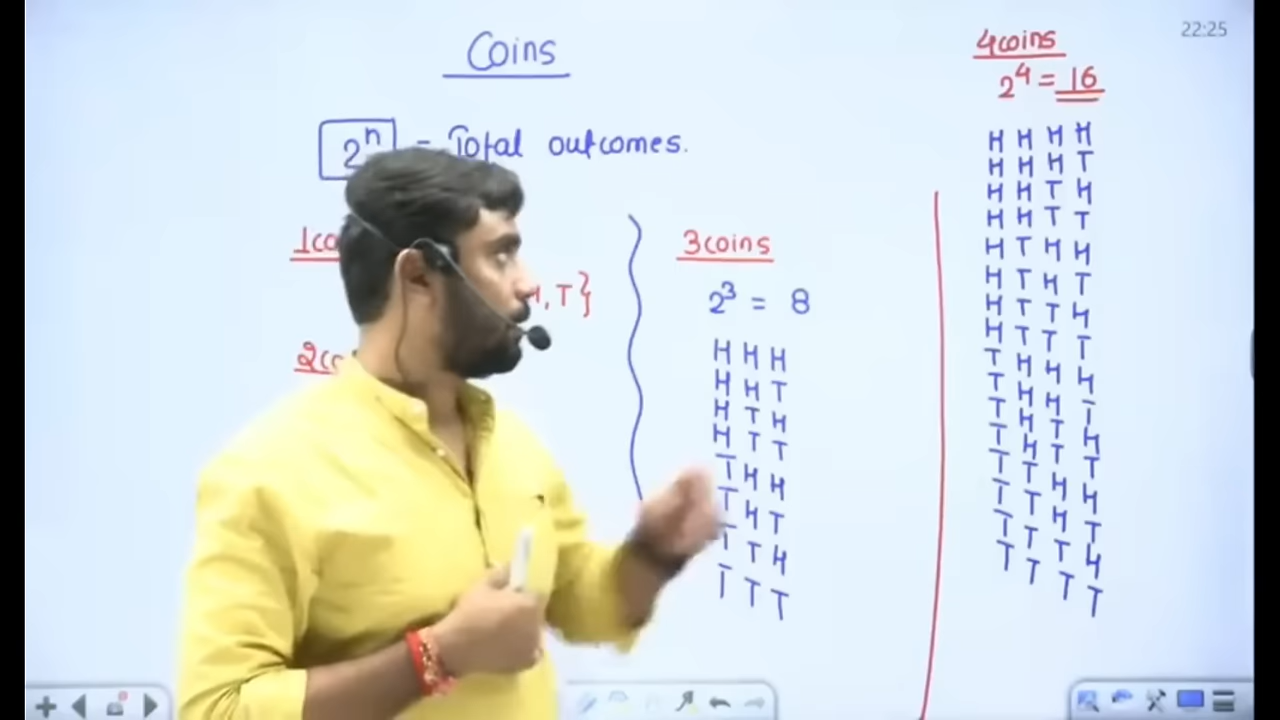 Coins
2ⁿ = Total outcomes.
H, T}
3coins
2³ = 8
H H H
H H T
H T H
H T T
T H H
T H T
T T H
T T T
4coins
2⁴ = 16
H H H H
H H H T
H H T H
H H T T
H T H H
H T H T
H T T H
H T T T
T H H H
T H H T
T H T H
T H T T
T T H H
T T H T
T T T H
T T T T
22:25